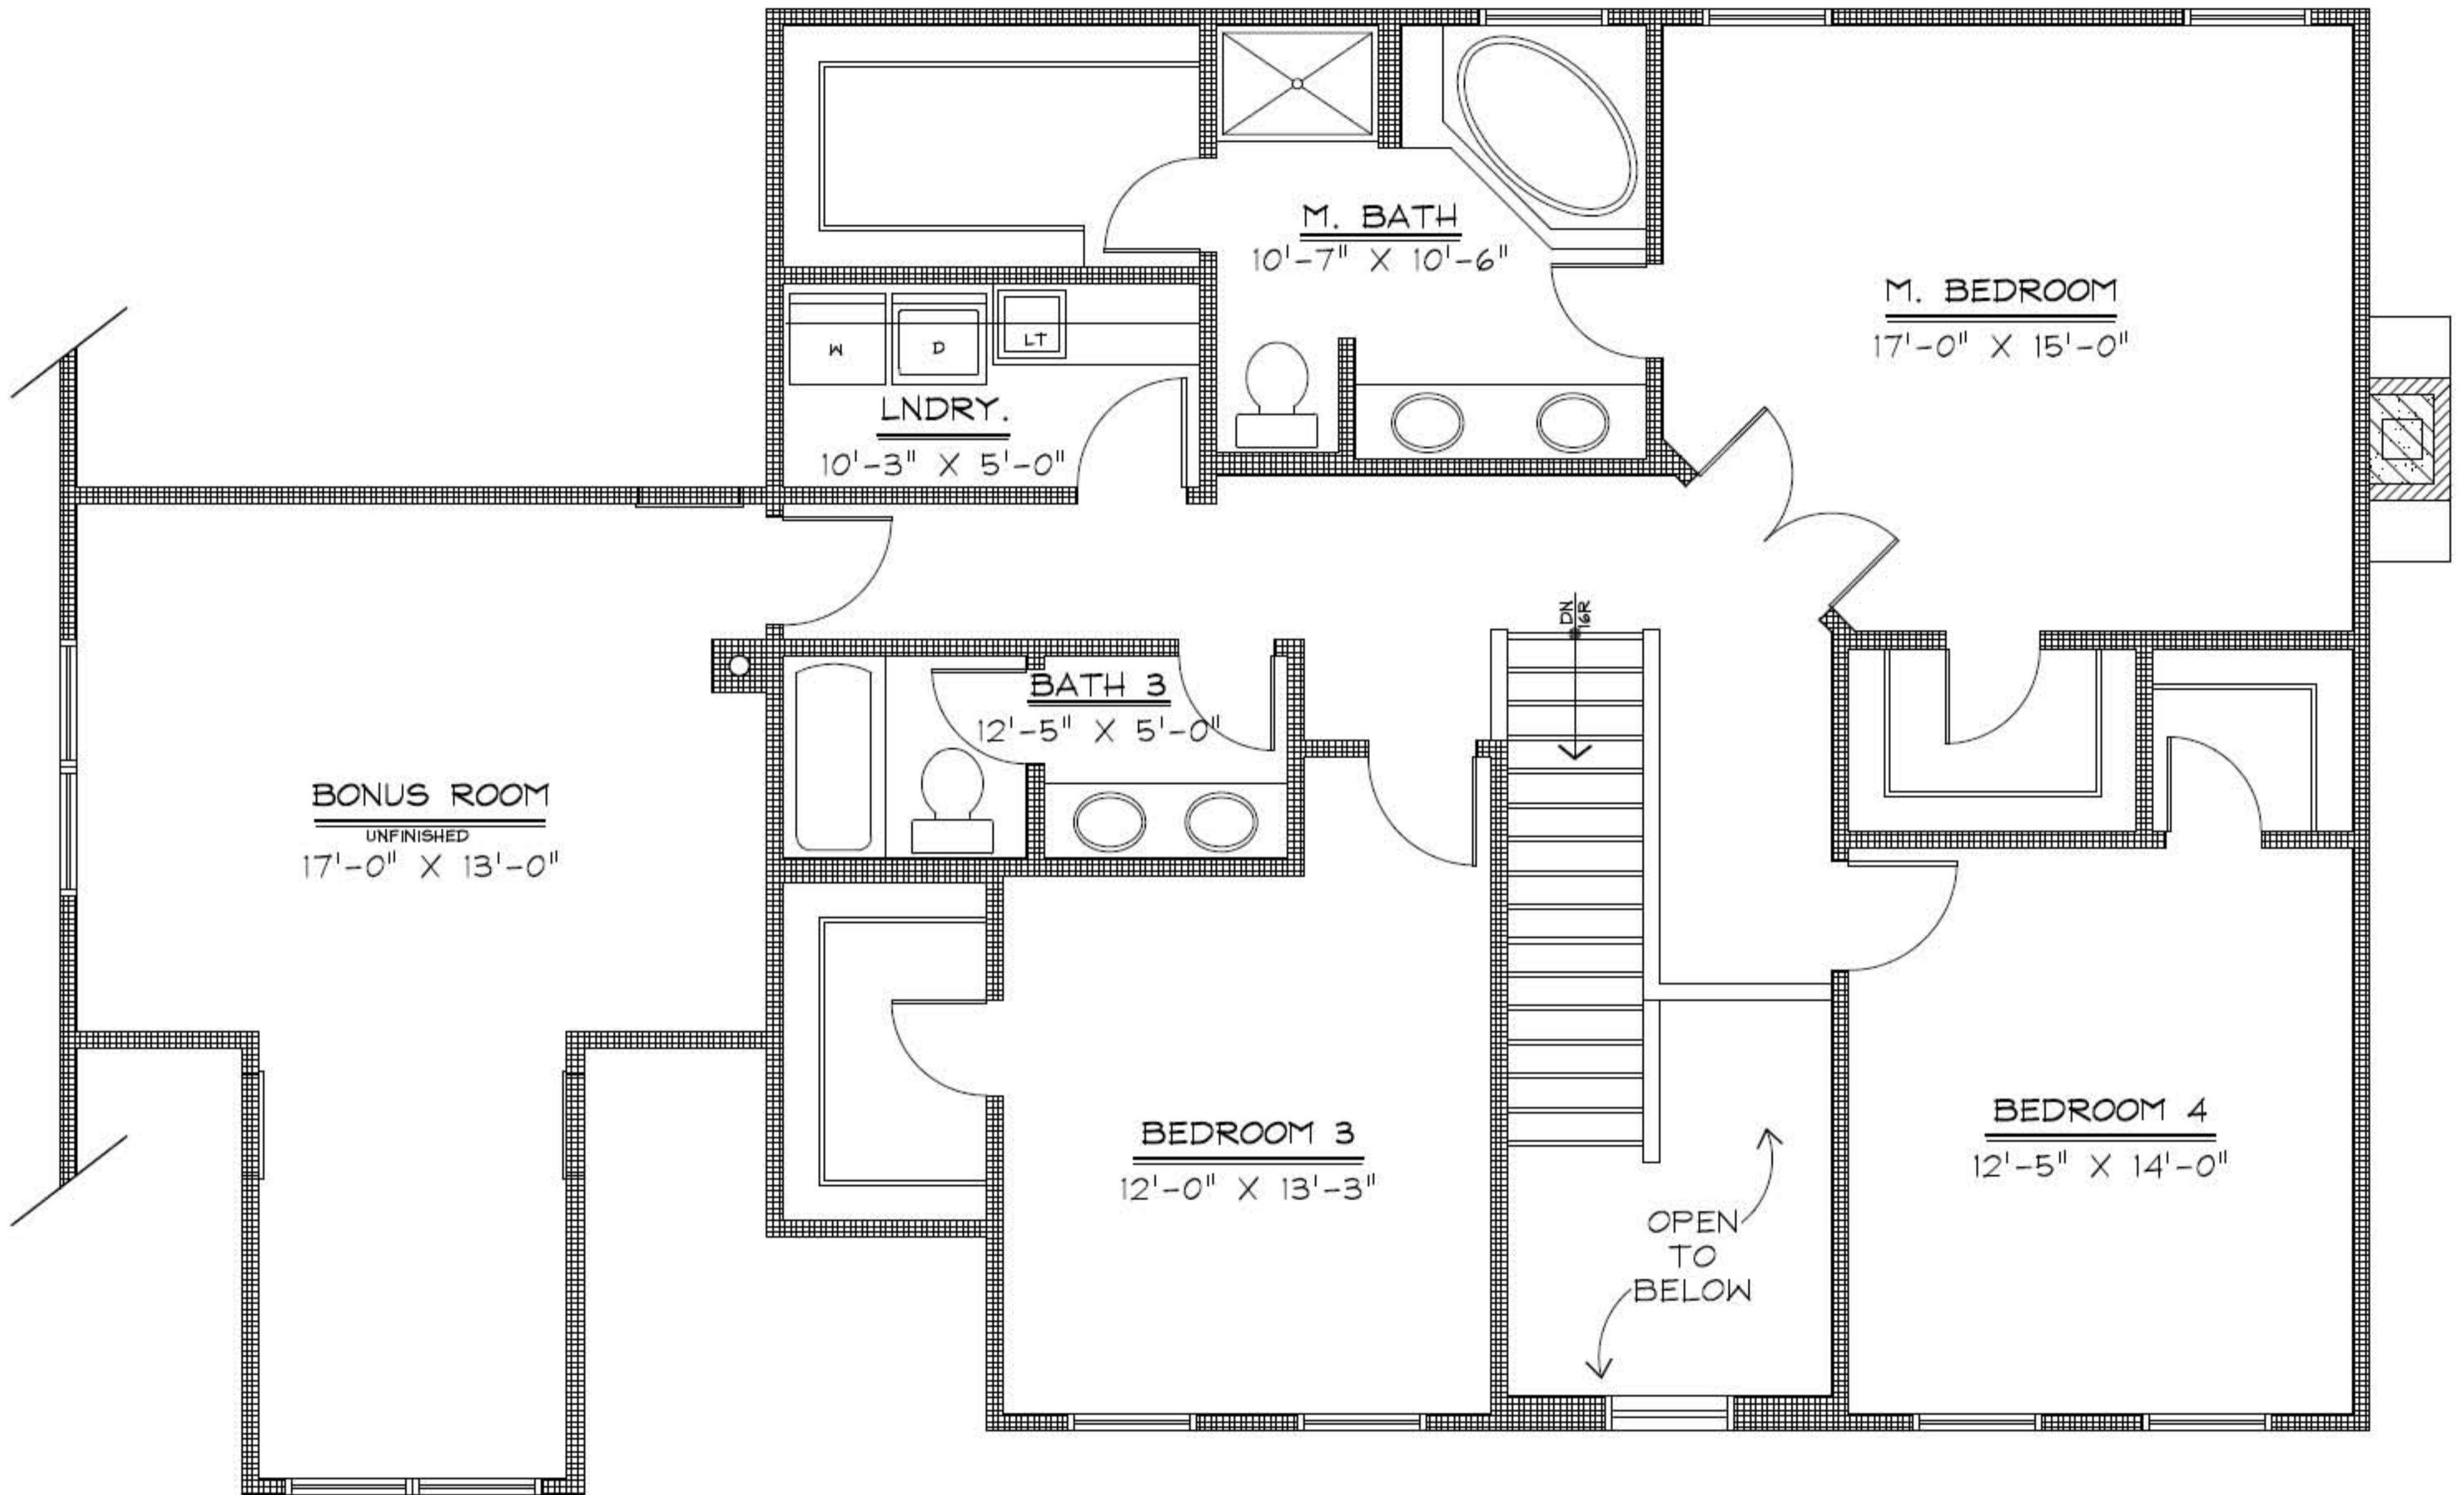 M. BATH
10'-7" X 10'-6"
M. BEDROOM
17'-0" X 15'-0"
W
D
LT
LNDRY.
10'-3" X 5'-0"
DN
16R
BATH 3
12'-5" X 5'-0"
BONUS ROOM
UNFINISHED
17'-0" X 13'-0"
BEDROOM 3
12'-0" X 13'-3"
BEDROOM 4
12'-5" X 14'-0"
OPEN
TO
BELOW